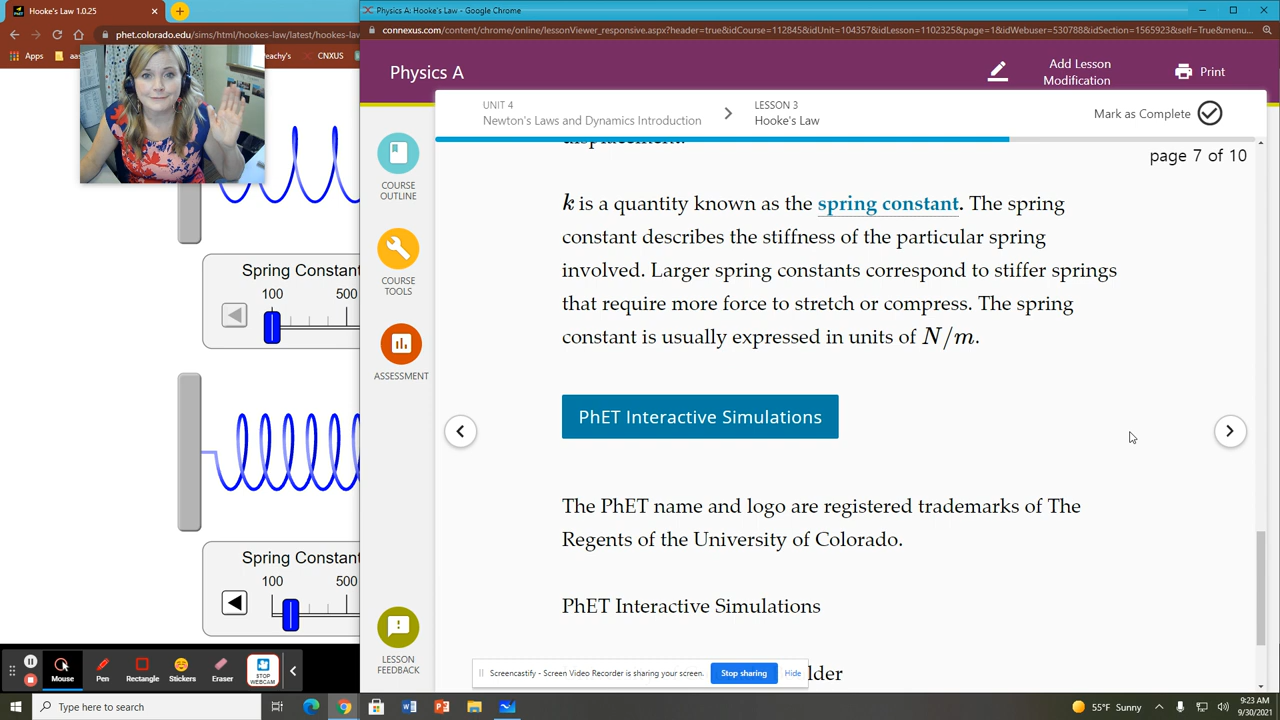 Hooke's Law 1.0.25
phet.colorado.edu/sims/html/hookes-law/latest/hookes-law
Apps
aas
eachy's
CNXUS
Physics A: Hooke's Law - Google Chrome
connexus.com/content/chrome/online/lessonViewer_responsive.aspx?header=true&idCourse=112845&idUnit=104357&idLesson=1102325&page=1&idWebuser=530788&idSection=1565923&self=True&menu...
Physics A
Add Lesson
Modification
Print
UNIT 4
Newton's Laws and Dynamics Introduction
LESSON 3
Hooke's Law
Mark as Complete
page 7 of 10
COURSE
OUTLINE
COURSE
TOOLS
ASSESSMENT
LESSON
FEEDBACK
displacement.
k is a quantity known as the spring constant. The spring
constant describes the stiffness of the particular spring
involved. Larger spring constants correspond to stiffer springs
that require more force to stretch or compress. The spring
constant is usually expressed in units of N/m.
PhET Interactive Simulations
The PhET name and logo are registered trademarks of The
Regents of the University of Colorado.
PhET Interactive Simulations
lder
Spring Constant
100
500
Spring Constant
100
500
Screencastify - Screen Video Recorder is sharing your screen.
Stop sharing
Hide
Mouse
Pen
Rectangle
Stickers
Eraser
STOP
WEBCAM
Type here to search
55°F Sunny
9:23 AM
9/30/2021